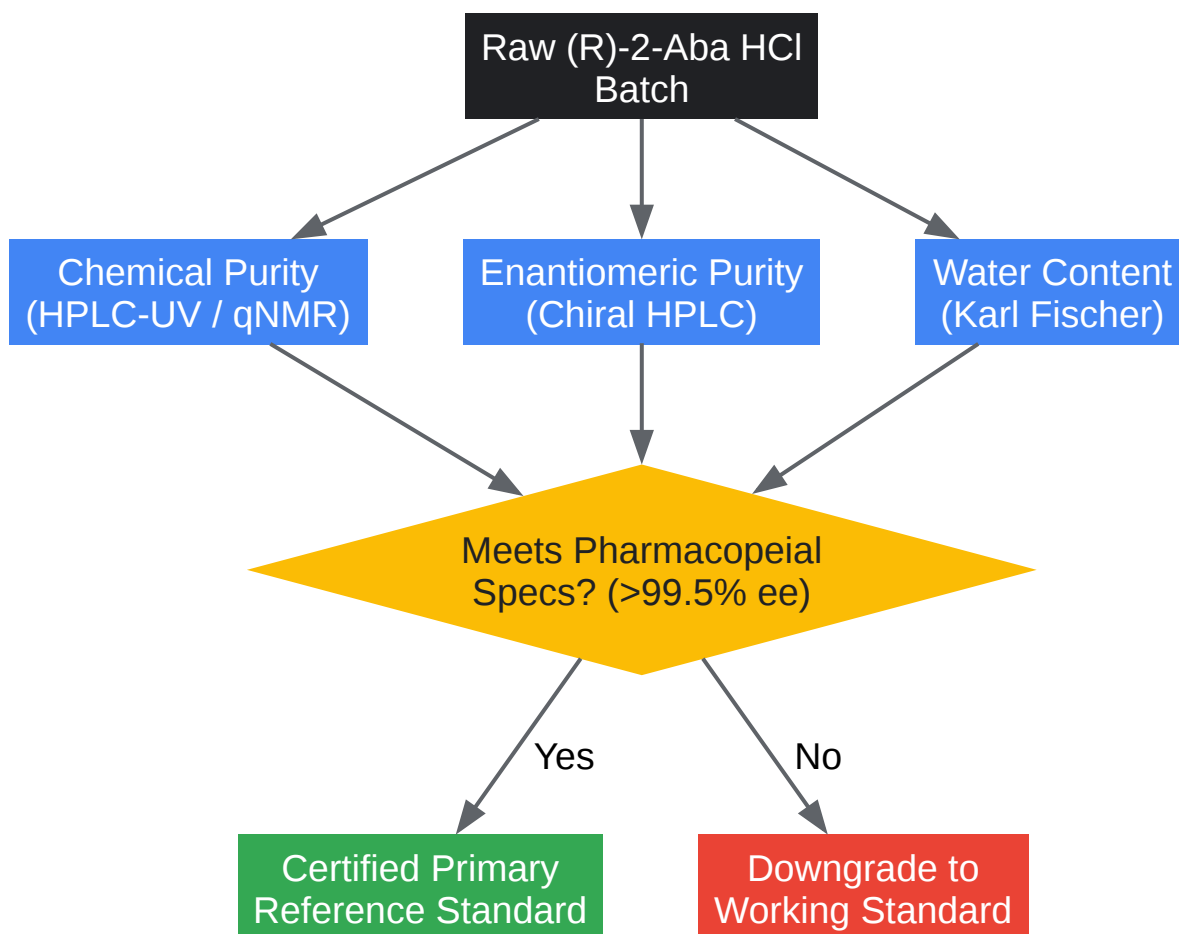 Raw (R)-2-Aba HCl
Batch
Chemical Purity
(HPLC-UV / qNMR)
Enantiomeric Purity
(Chiral HPLC)
Water Content
(Karl Fischer)
Meets Pharmacopeial
Specs? (>99.5% ee)
Yes
No
Certified Primary
Reference Standard
Downgrade to
Working Standard